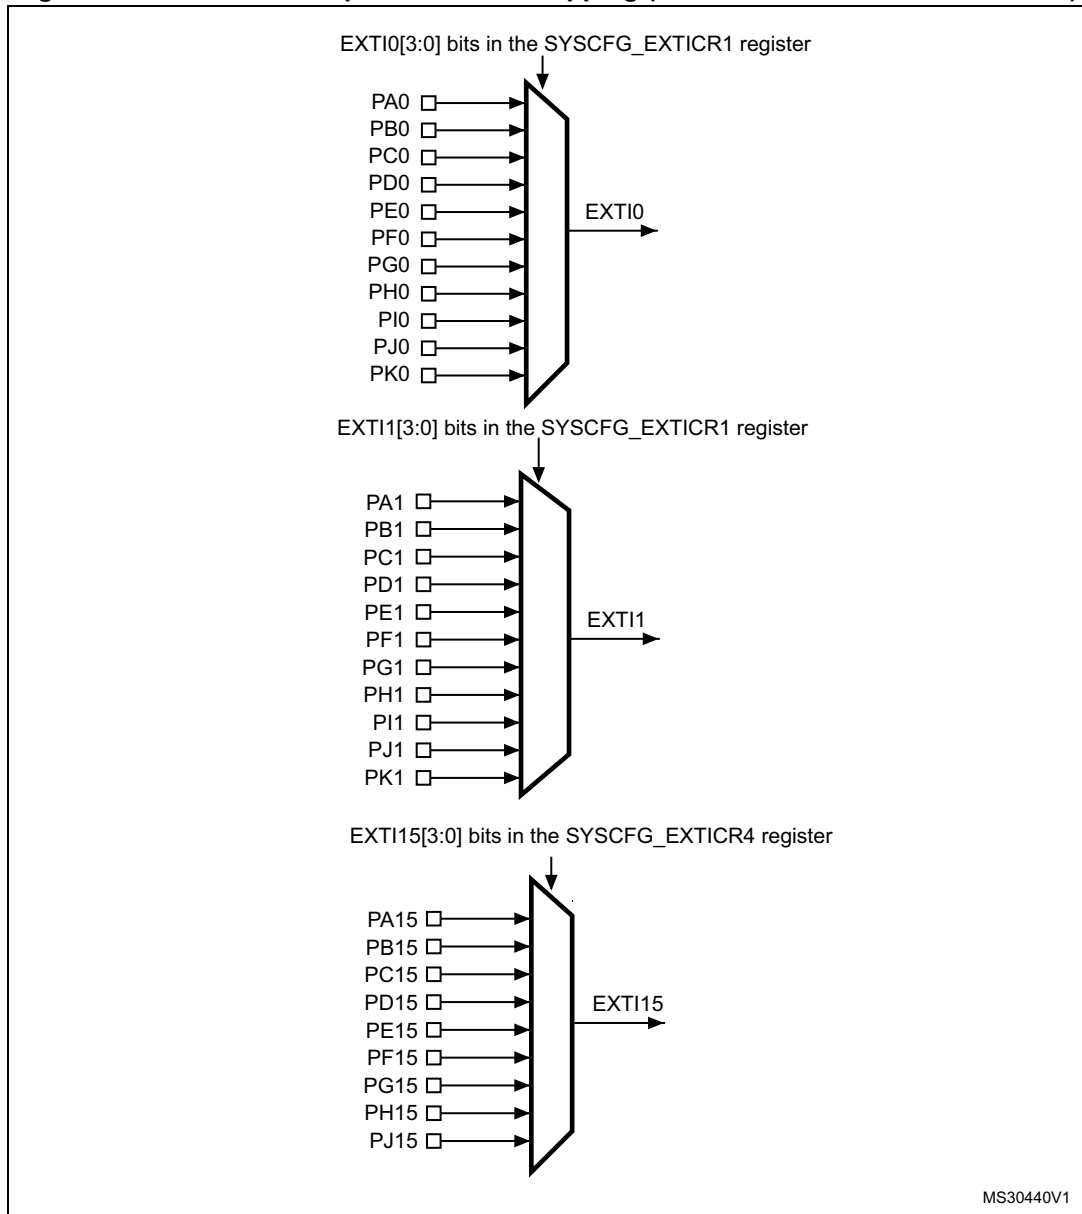 EXTI0[3:0] bits in the SYSCFG_EXTICR1 register
PA0
PB0
PC0
PD0
PE0
EXTI0
PF0
PG0
PH0
PI0
PJ0
PK0
EXTI1[3:0] bits in the SYSCFG_EXTICR1 register
PA1
PB1
PC1
PD1
PE1
EXTI1
PF1
PG1
PH1
PI1
PJ1
PK1
EXTI15[3:0] bits in the SYSCFG_EXTICR4 register
PA15
PB15
PC15
PD15
EXTI15
PE15
PF15
PG15
PH15
PJ15
MS30440V1